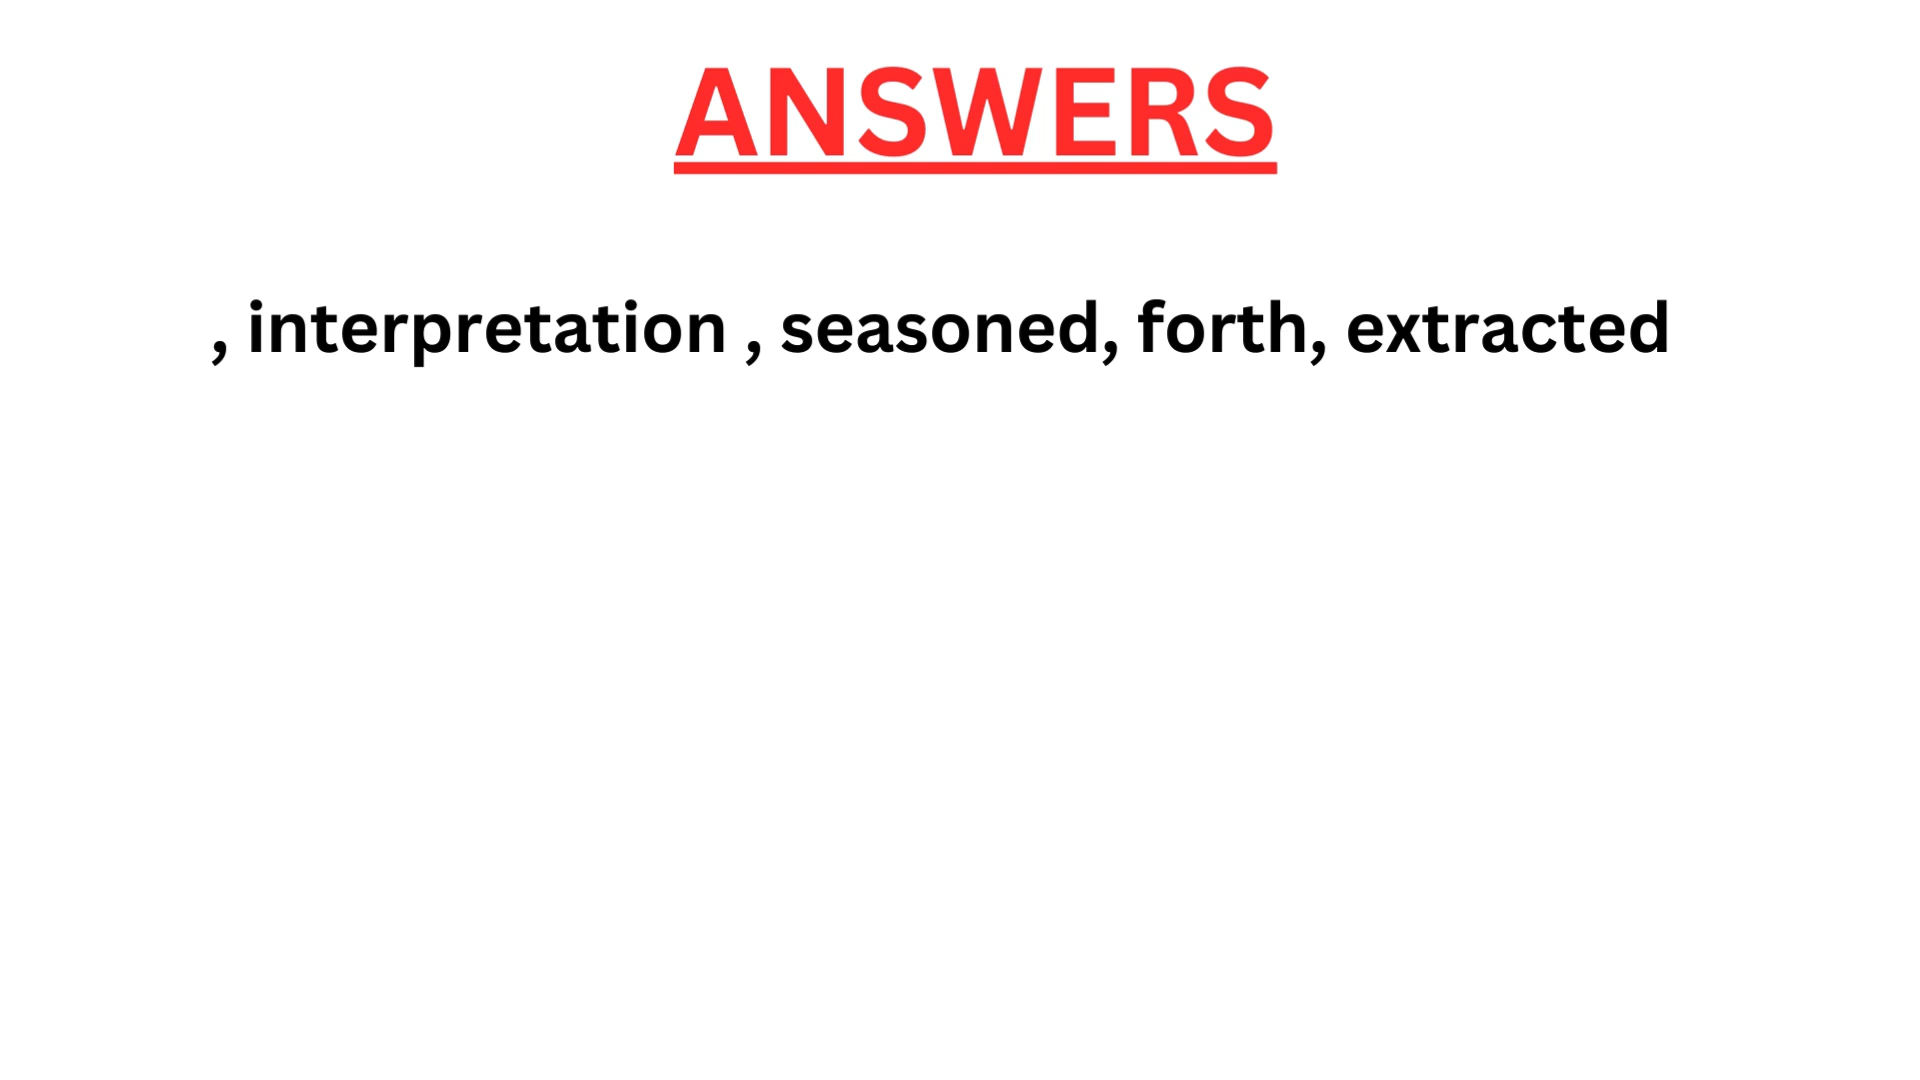 ANSWERS
, interpretation , seasoned, forth, extracted